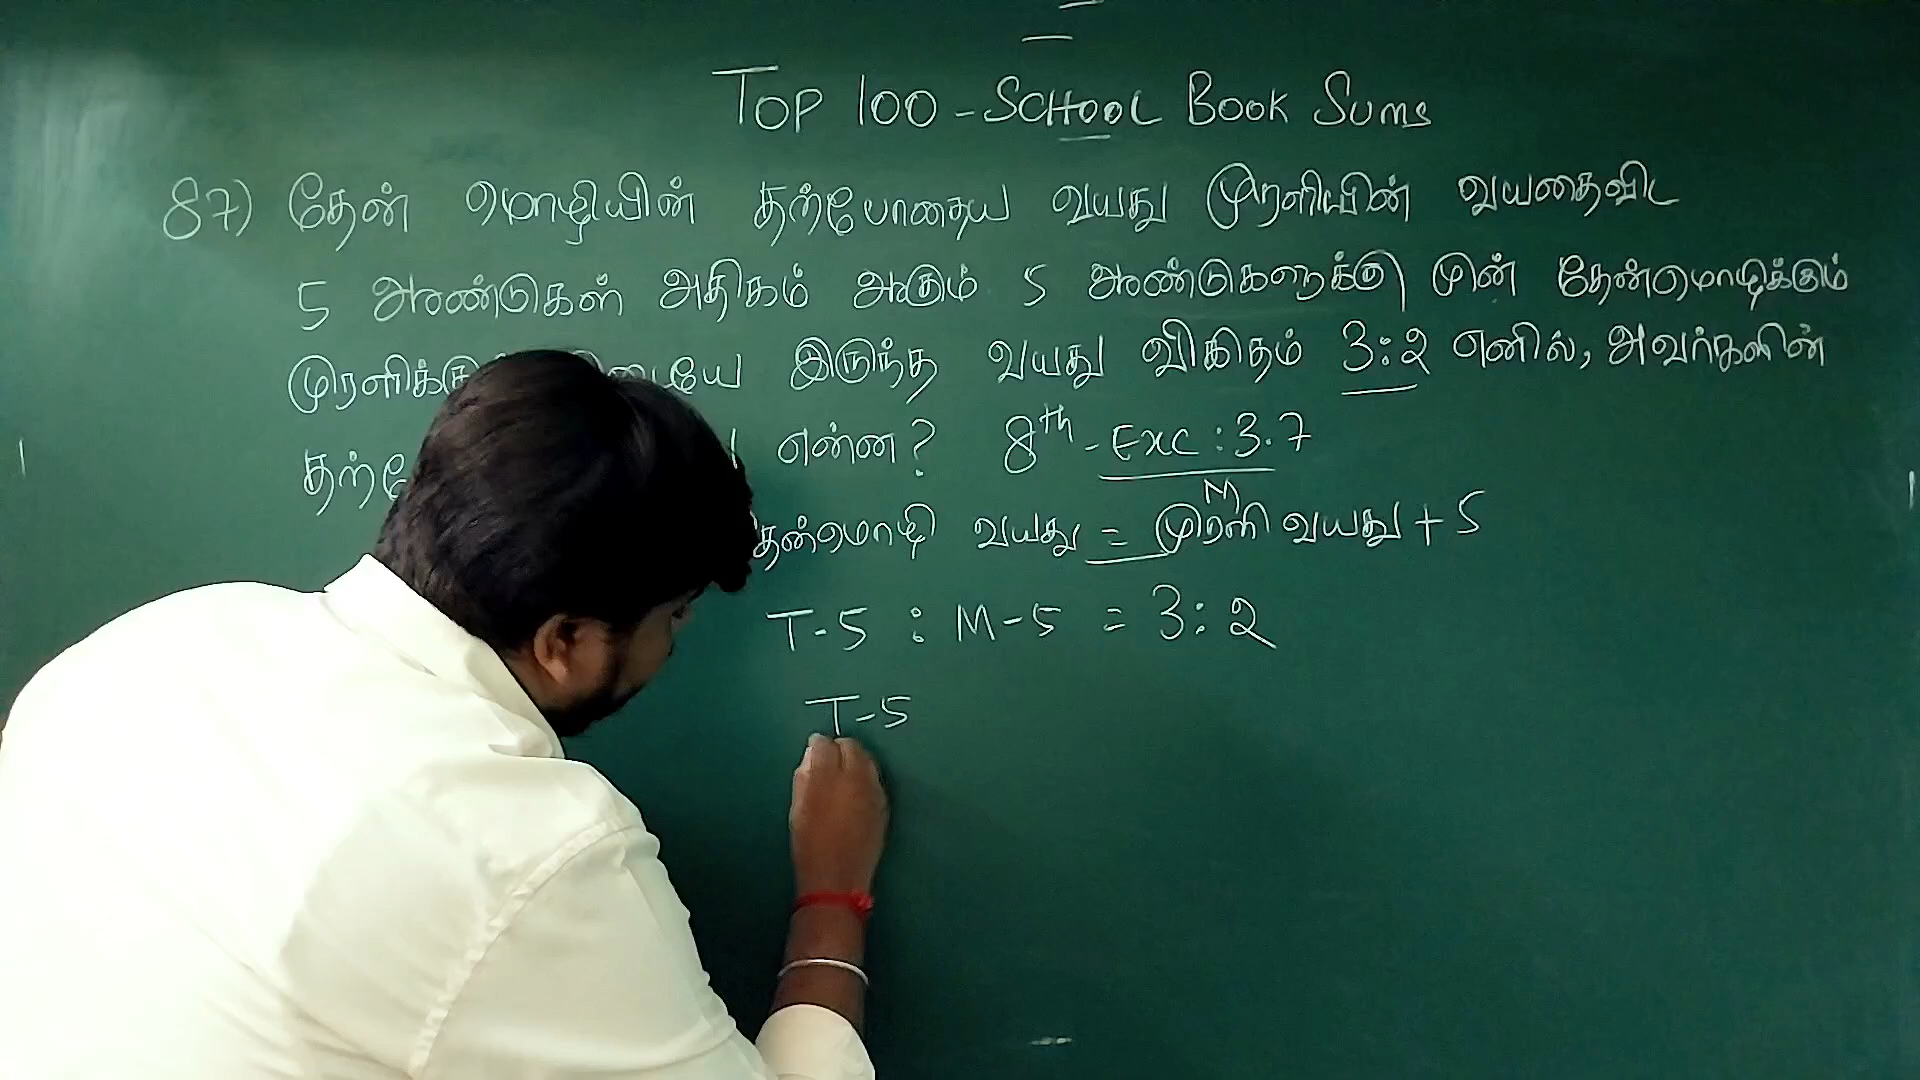 TOP 100 - SCHOOL BOOK SUMS
87) தேன் மொழியின் தற்போதைய வயது முரளியின் வயதைவிட
5 ஆண்டுகள் அதிகம் ஆகும் 5 ஆண்டுகளுக்கு முன் தேன்மொழிக்கும்
இருந்த வயது விகிதம் 3:2 எனில், அவர்களின்
என்ன? 8th - Exc : 3.7
M
வயது = முரளி வயது + 5
T-5 : M-5 = 3:2
T-5